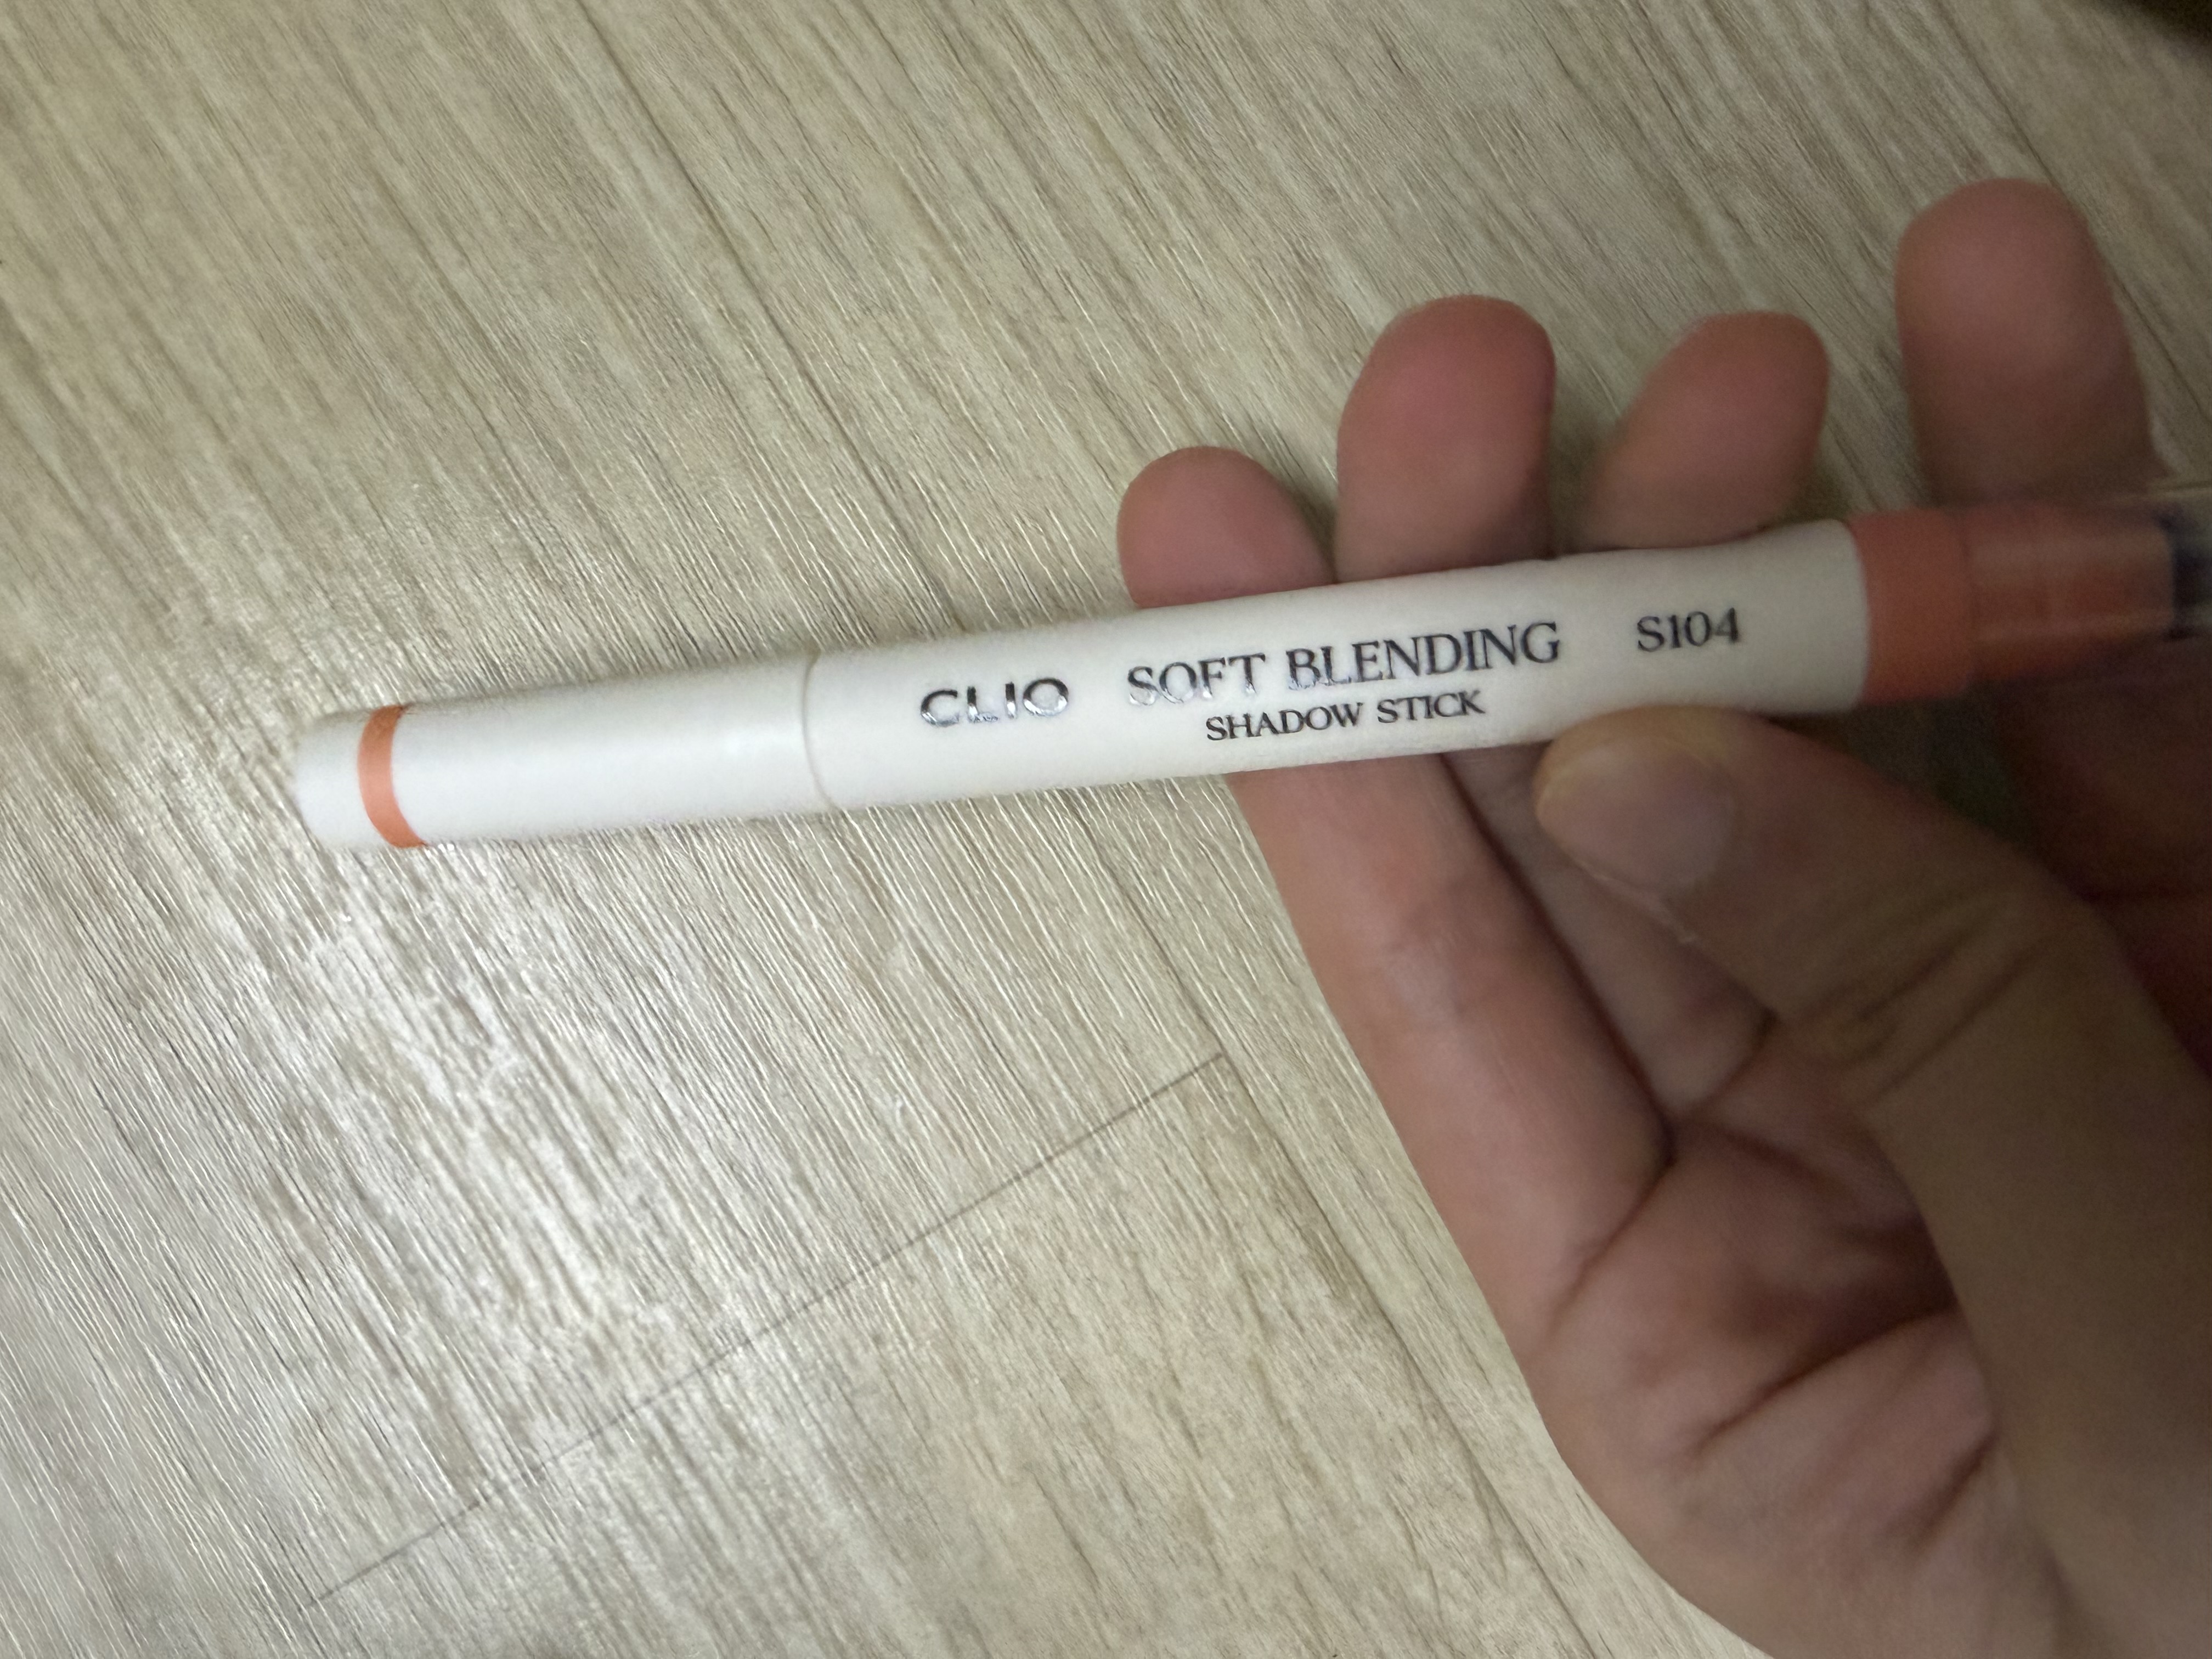 CLIO SOFT BLENDING S104
SHADOW STICK